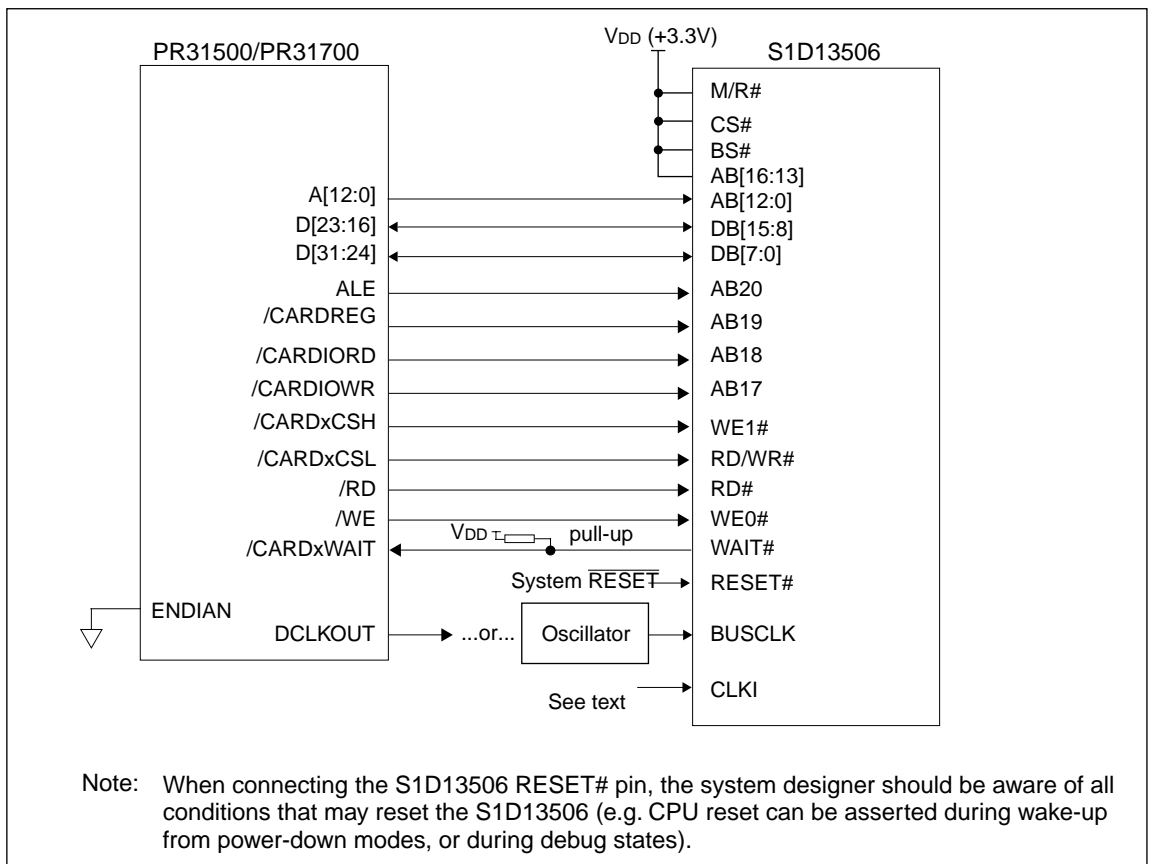 VDD (+3.3V)
PR31500/PR31700
S1D13506
M/R#
CS#
BS#
AB[16:13]
A[12:0]
AB[12:0]
D[23:16]
DB[15:8]
D[31:24]
DB[7:0]
ALE
AB20
/CARDREG
AB19
/CARDIORD
AB18
/CARDIOWR
AB17
/CARDxCSH
WE1#
/CARDxCSL
RD/WR#
/RD
RD#
/WE
WE0#
VDD
pull-up
/CARDxWAIT
WAIT#
System RESET
RESET#
ENDIAN
DCLKOUT
...or...
Oscillator
BUSCLK
See text
CLKI
Note: When connecting the S1D13506 RESET# pin, the system designer should be aware of all
conditions that may reset the S1D13506 (e.g. CPU reset can be asserted during wake-up
from power-down modes, or during debug states).